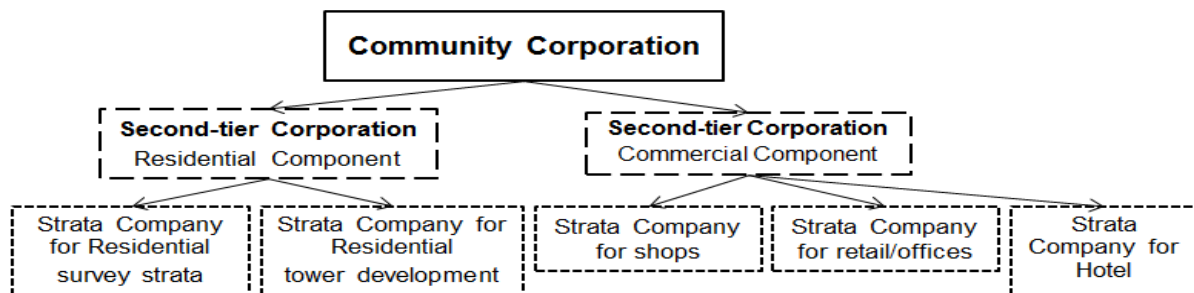 Community Corporation
Second-tier Corporation
Residential Component
Second-tier Corporation
Commercial Component
Strata Company
for Residential
survey strata
Strata Company for
Residential
tower development
Strata Company
for shops
Strata Company
for retail/offices
Strata
Company for
Hotel